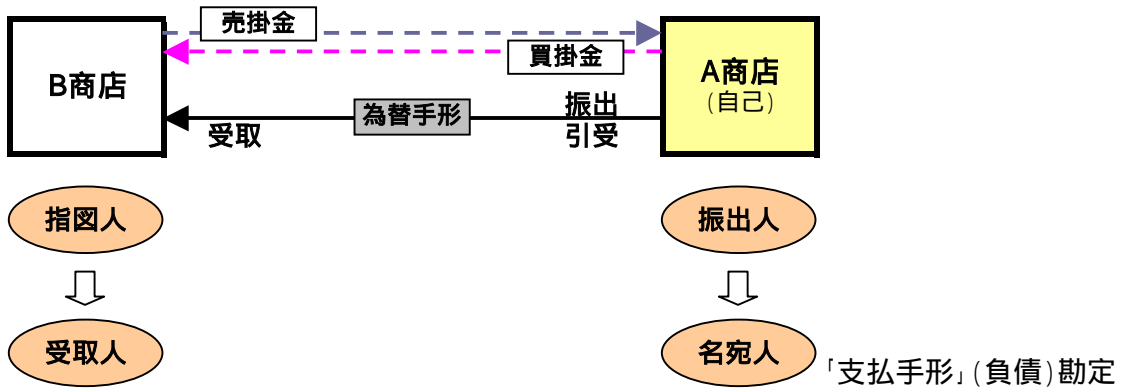 売掛金
買掛金
B商店
A商店
(自己)
為替手形
振出
受取
引受
指図人
振出人
受取人
名宛人
「支払手形」(負債)勘定